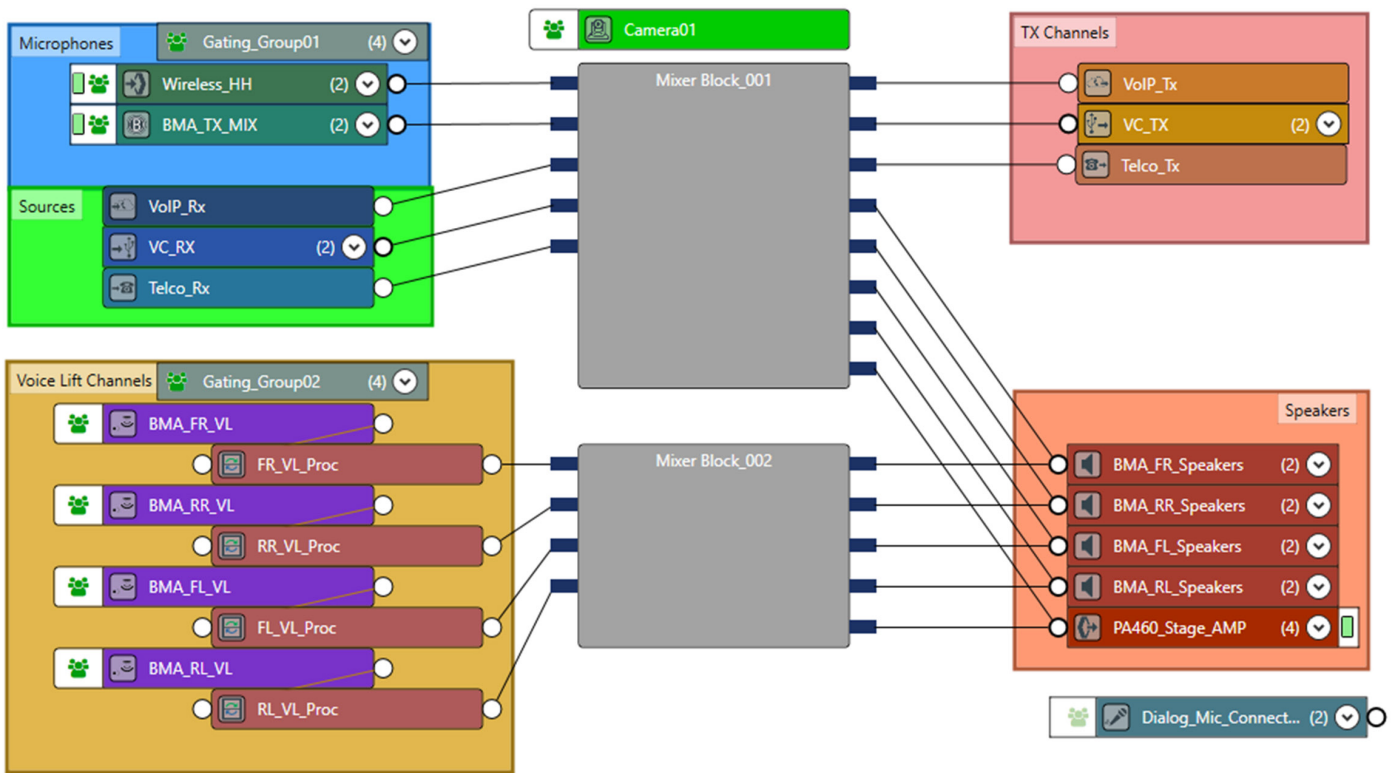 Camera01
Microphones
Gating_Group01 (4)
Wireless_HH (2)
BMA_TX_MIX (2)
Sources
VoIP_Rx
VC_RX (2)
Telco_Rx
Mixer Block_001
TX Channels
VoIP_Tx
VC_TX (2)
Telco_Tx
Voice Lift Channels
Gating_Group02 (4)
BMA_FR_VL
FR_VL_Proc
BMA_RR_VL
RR_VL_Proc
BMA_FL_VL
FL_VL_Proc
BMA_RL_VL
RL_VL_Proc
Mixer Block_002
Speakers
BMA_FR_Speakers (2)
BMA_RR_Speakers (2)
BMA_FL_Speakers (2)
BMA_RL_Speakers (2)
PA460_Stage_AMP (4)
Dialog_Mic_Connect... (2)